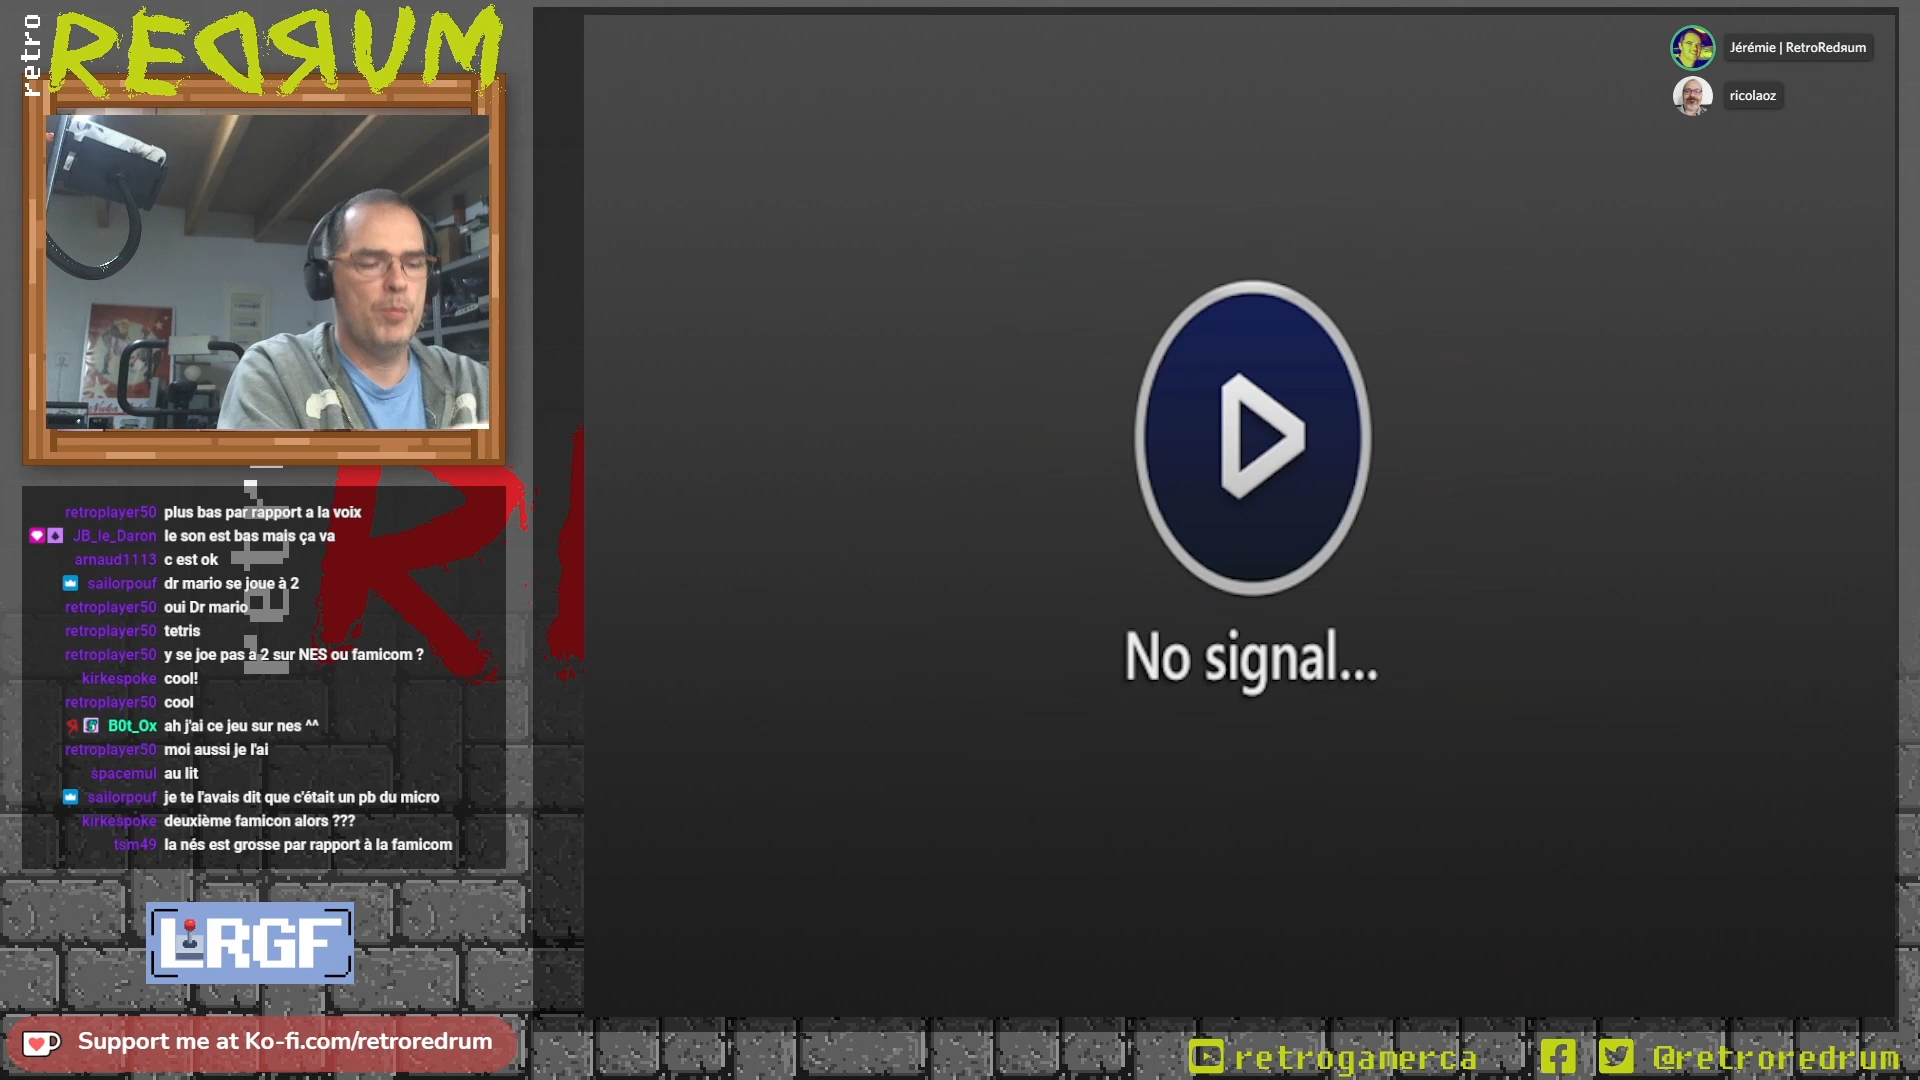 retro
REDRUM
Jérémie | RetroRedrum
ricolaoz
No signal...
retroplayer50 plus bas par rapport a la voix
JB_le_Daron le son est bas mais ça va
arnaud1113 c est ok
sailorpouf dr mario se joue à 2
retroplayer50 oui Dr mario
retroplayer50 tetris
retroplayer50 y se joe pas a 2 sur NES ou famicom ?
kirkespoke cool!
retroplayer50 cool
B0t_Ox ah j'ai ce jeu sur nes ^^
retroplayer50 moi aussi je l'ai
spacemul au lit
sailorpouf je te l'avais dit que c'était un pb du micro
kirkespoke deuxième famicon alors ???
tsm49 la nés est grosse par rapport à la famicom
LRGF
Support me at Ko-fi.com/retroredrum
retrogamerca
@retroredrum